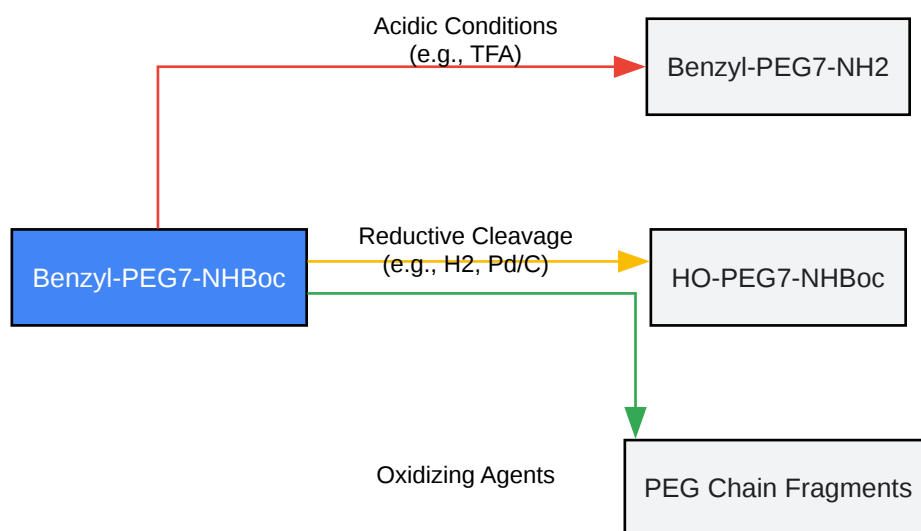 Acidic Conditions
(e.g., TFA)
Benzyl-PEG7-NH2
Benzyl-PEG7-NHBoc
Reductive Cleavage
(e.g., H2, Pd/C)
HO-PEG7-NHBoc
Oxidizing Agents
PEG Chain Fragments